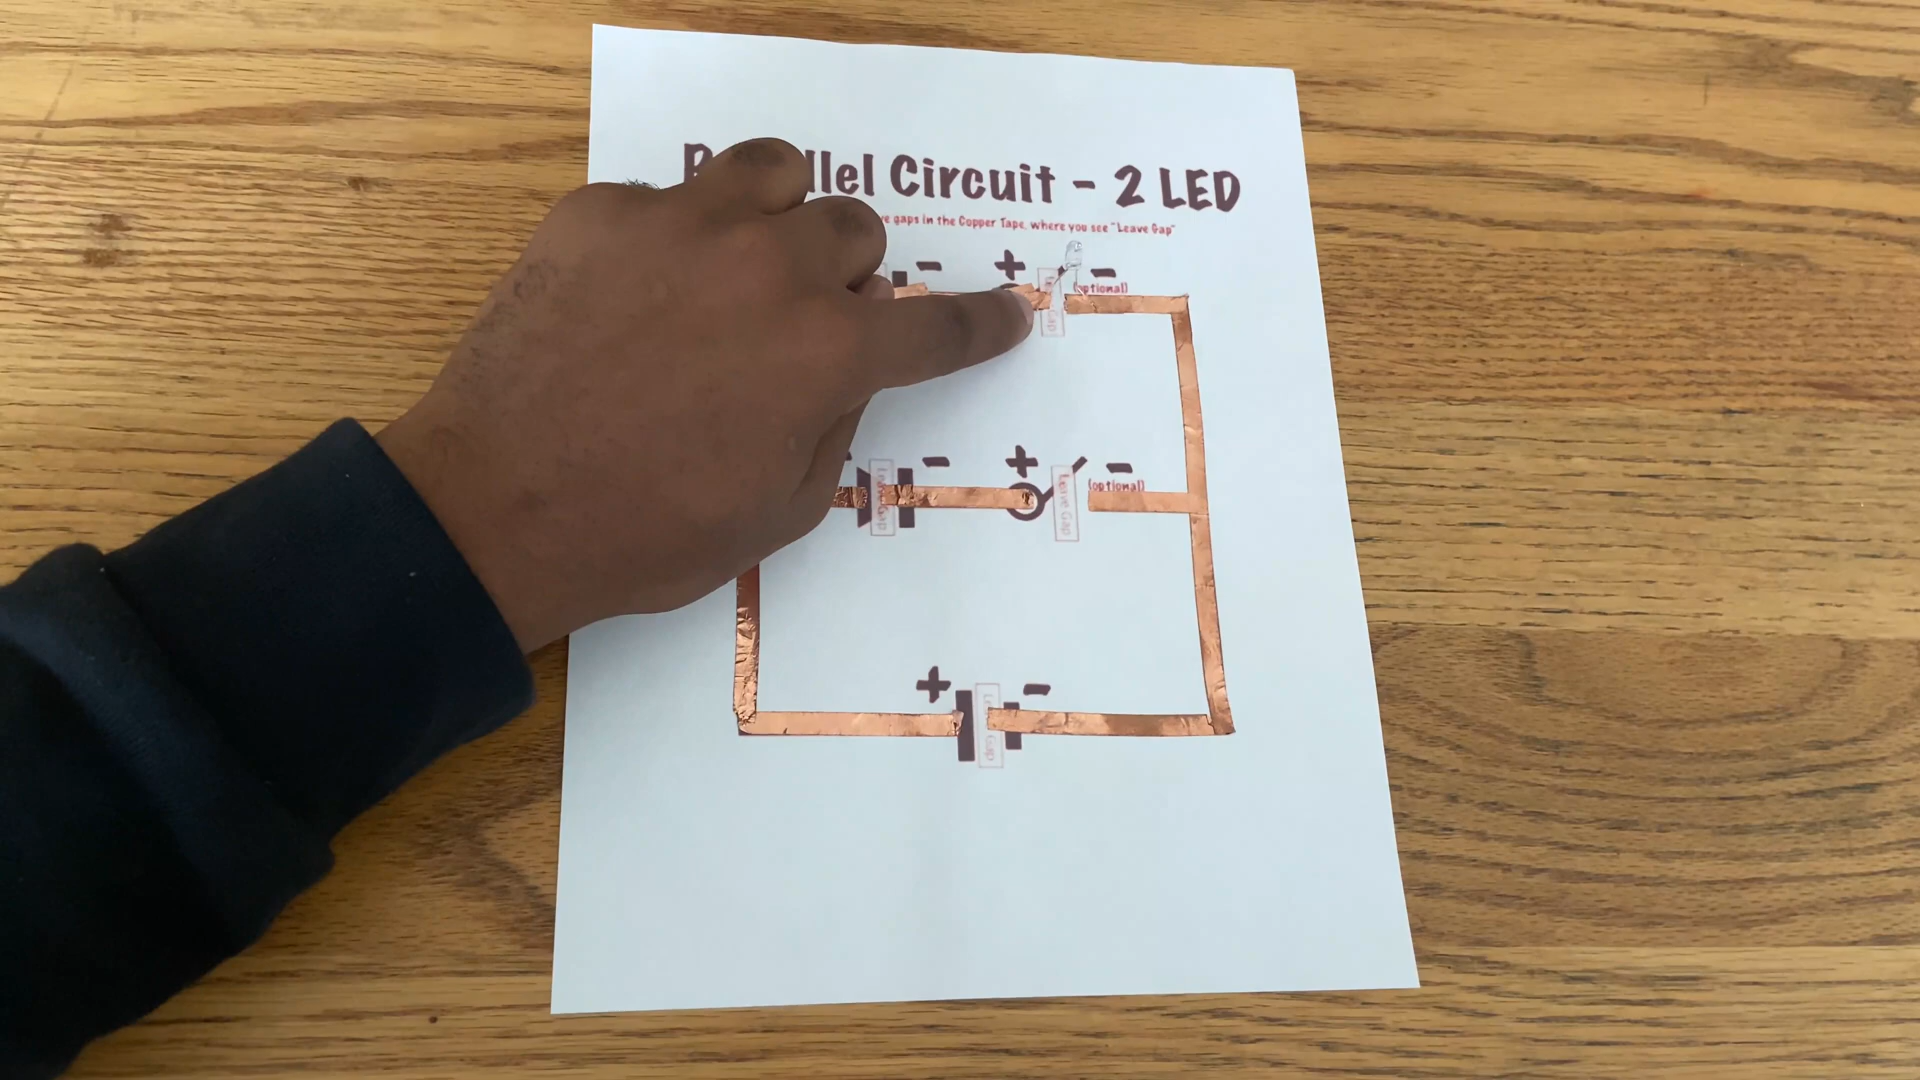 llel Circuit - 2 LED
gaps in the Copper Tape, where you see "Leave Gap"
- + -
(optional)
Gap
- + -
(optional)
Leave Gap
Leave Gap
+ -
Gap